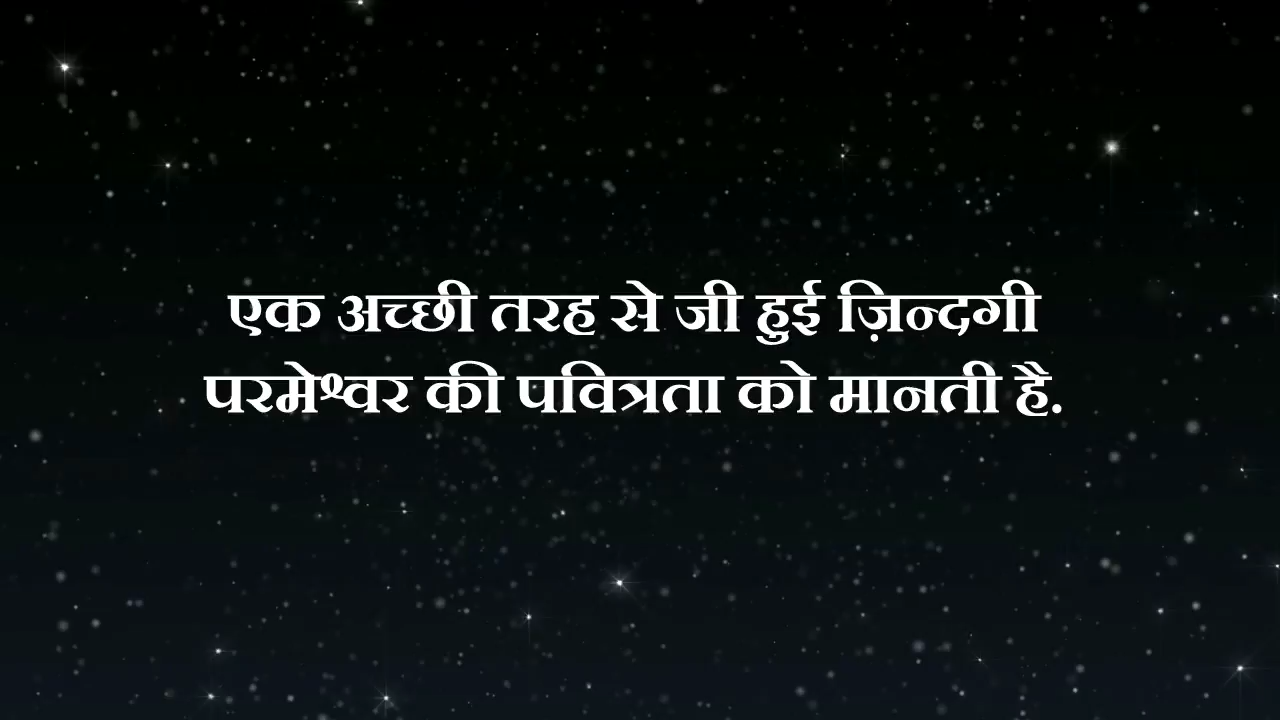 एक अच्छी तरह से जी हुई ज़िन्दगी
परमेश्वर की पवित्रता को मानती है.